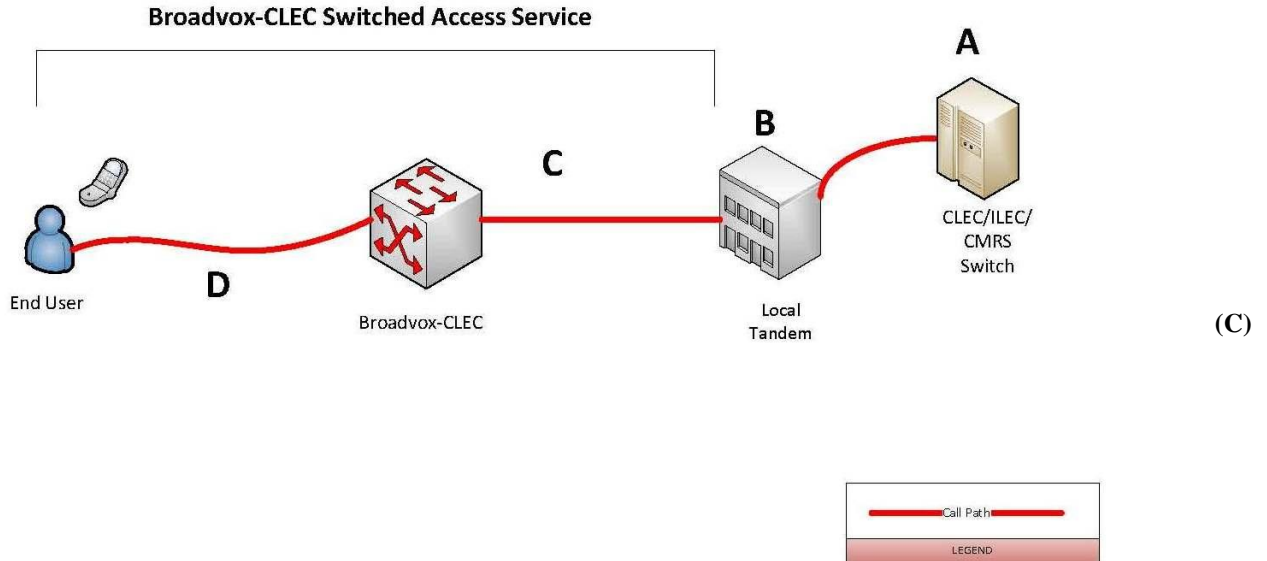 Broadvox-CLEC Switched Access Service
A
B
C
CLEC/ILEC/
CMRS
Switch
D
End User
Broadvox-CLEC
Local
Tandem
(C)
Call Path
LEGEND